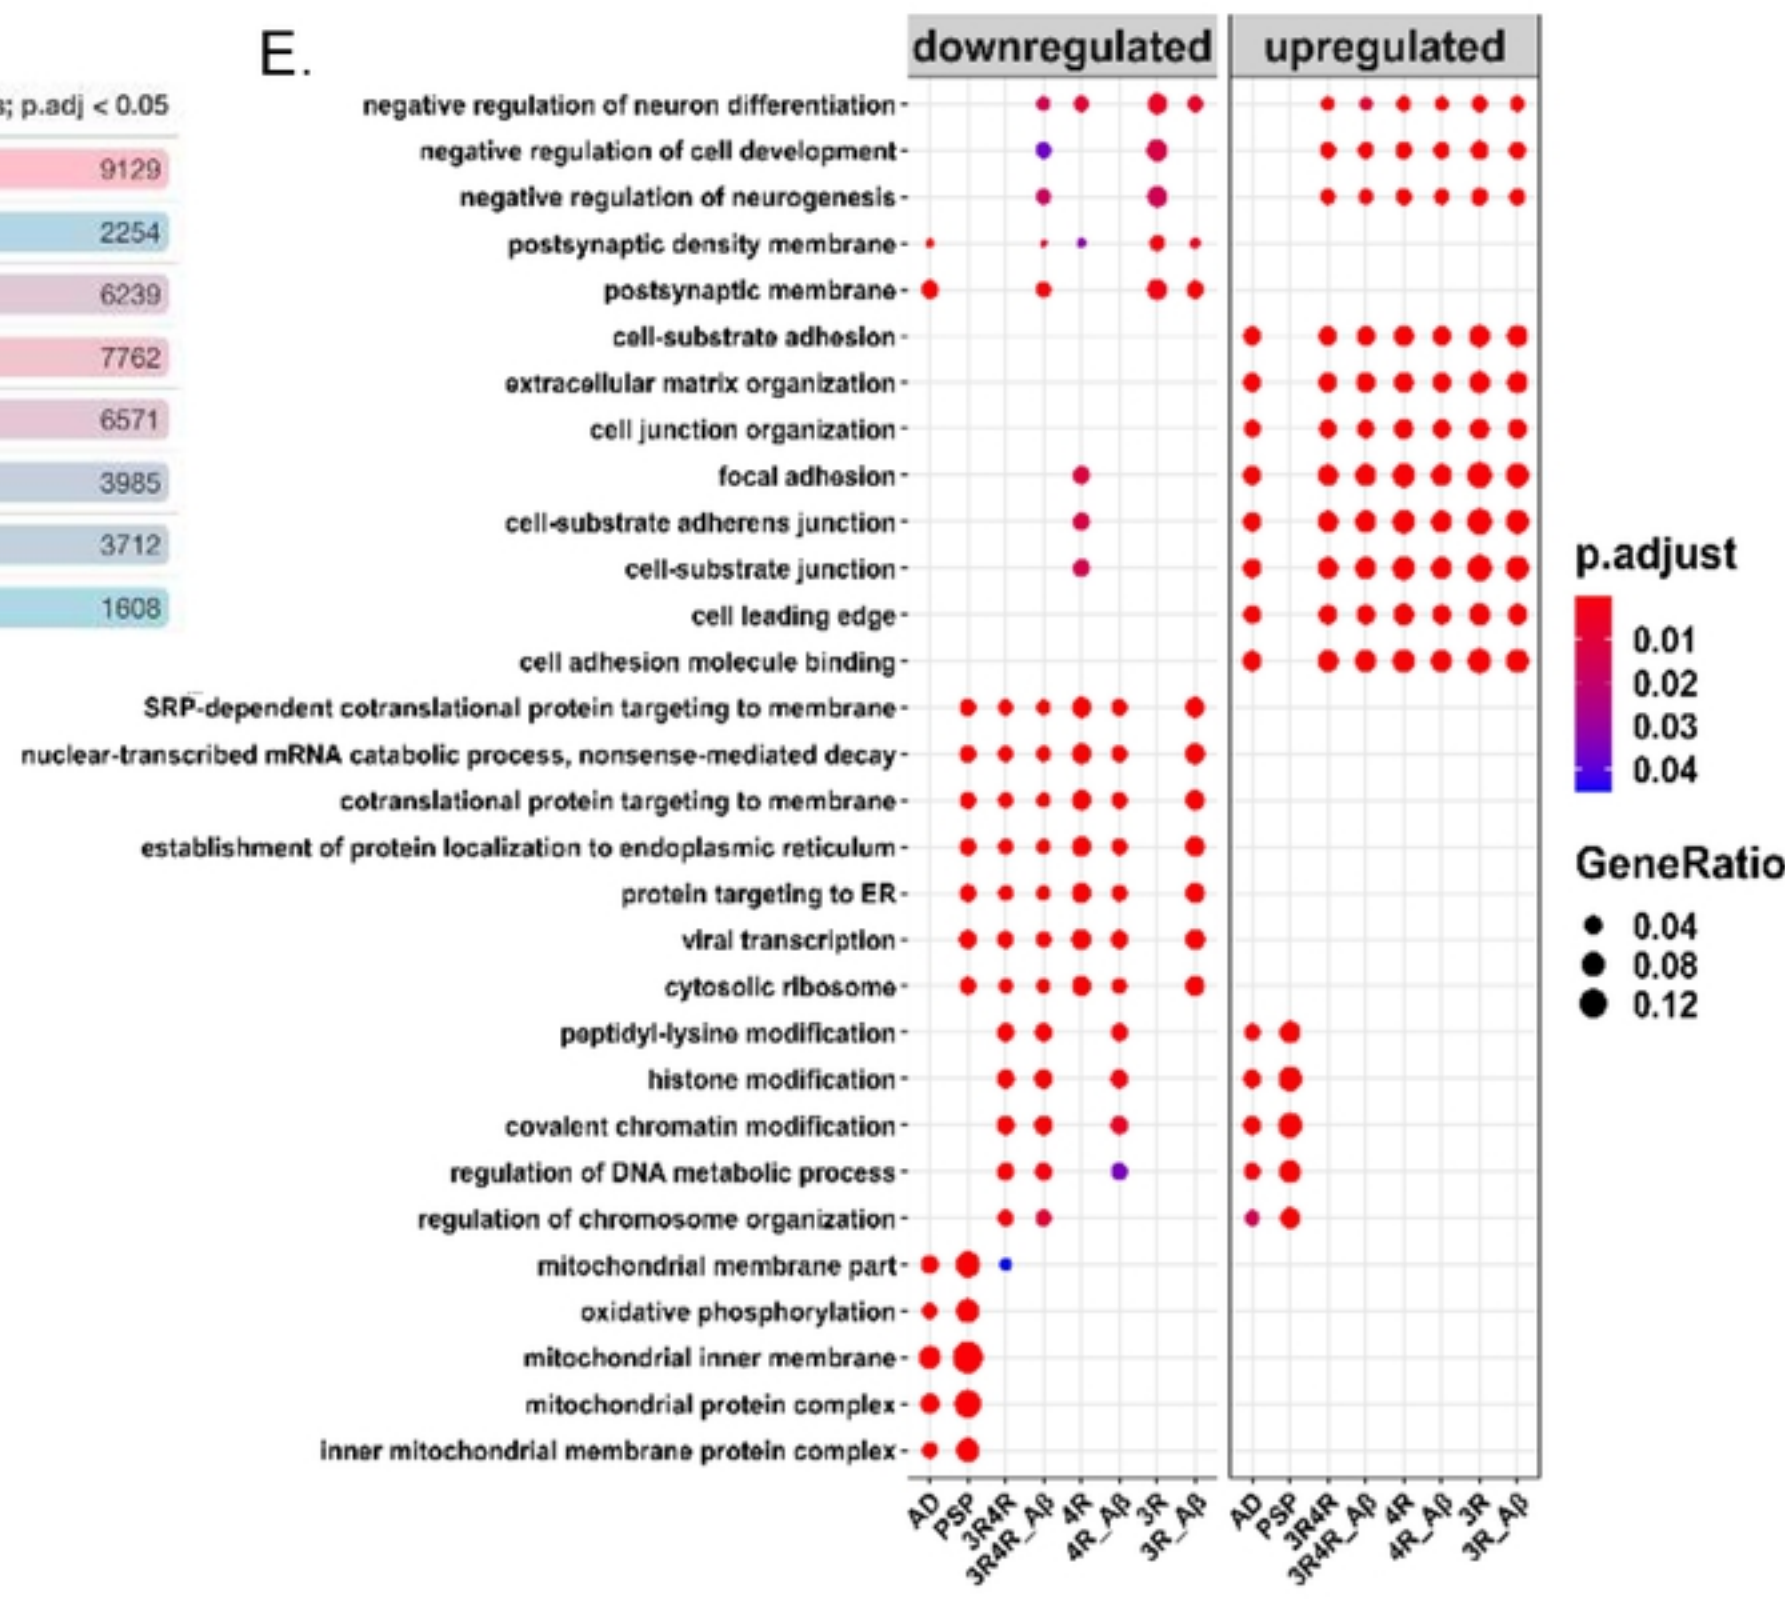 E.
s; p.adj < 0.05
9129
2254
6239
7762
6571
3985
3712
1608
downregulated
upregulated
negative regulation of neuron differentiation
negative regulation of cell development
negative regulation of neurogenesis
postsynaptic density membrane
postsynaptic membrane
cell-substrate adhesion
extracellular matrix organization
cell junction organization
focal adhesion
cell-substrate adherens junction
cell-substrate junction
cell leading edge
cell adhesion molecule binding
SRP-dependent cotranslational protein targeting to membrane
nuclear-transcribed mRNA catabolic process, nonsense-mediated decay
cotranslational protein targeting to membrane
establishment of protein localization to endoplasmic reticulum
protein targeting to ER
viral transcription
cytosolic ribosome
peptidyl-lysine modification
histone modification
covalent chromatin modification
regulation of DNA metabolic process
regulation of chromosome organization
mitochondrial membrane part
oxidative phosphorylation
mitochondrial inner membrane
mitochondrial protein complex
inner mitochondrial membrane protein complex
AD
PSP
3R4R
3R4R_Aβ
4R
4R_Aβ
3R
3R_Aβ
AD
PSP
3R4R
3R4R_Aβ
4R
4R_Aβ
3R
3R_Aβ
p.adjust
0.01
0.02
0.03
0.04
GeneRatio
0.04
0.08
0.12